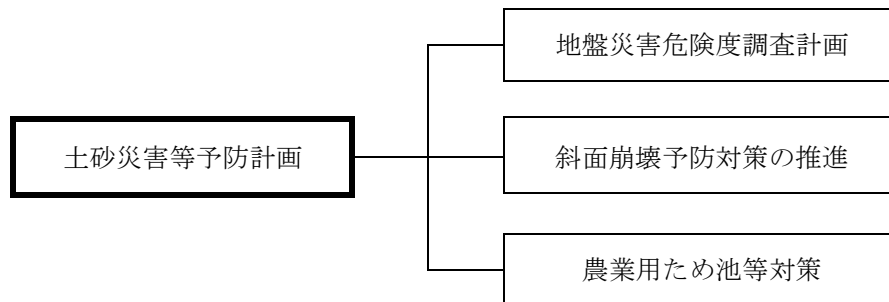 地盤災害危険度調査計画
土砂災害等予防計画
斜面崩壊予防対策の推進
農業用ため池等対策